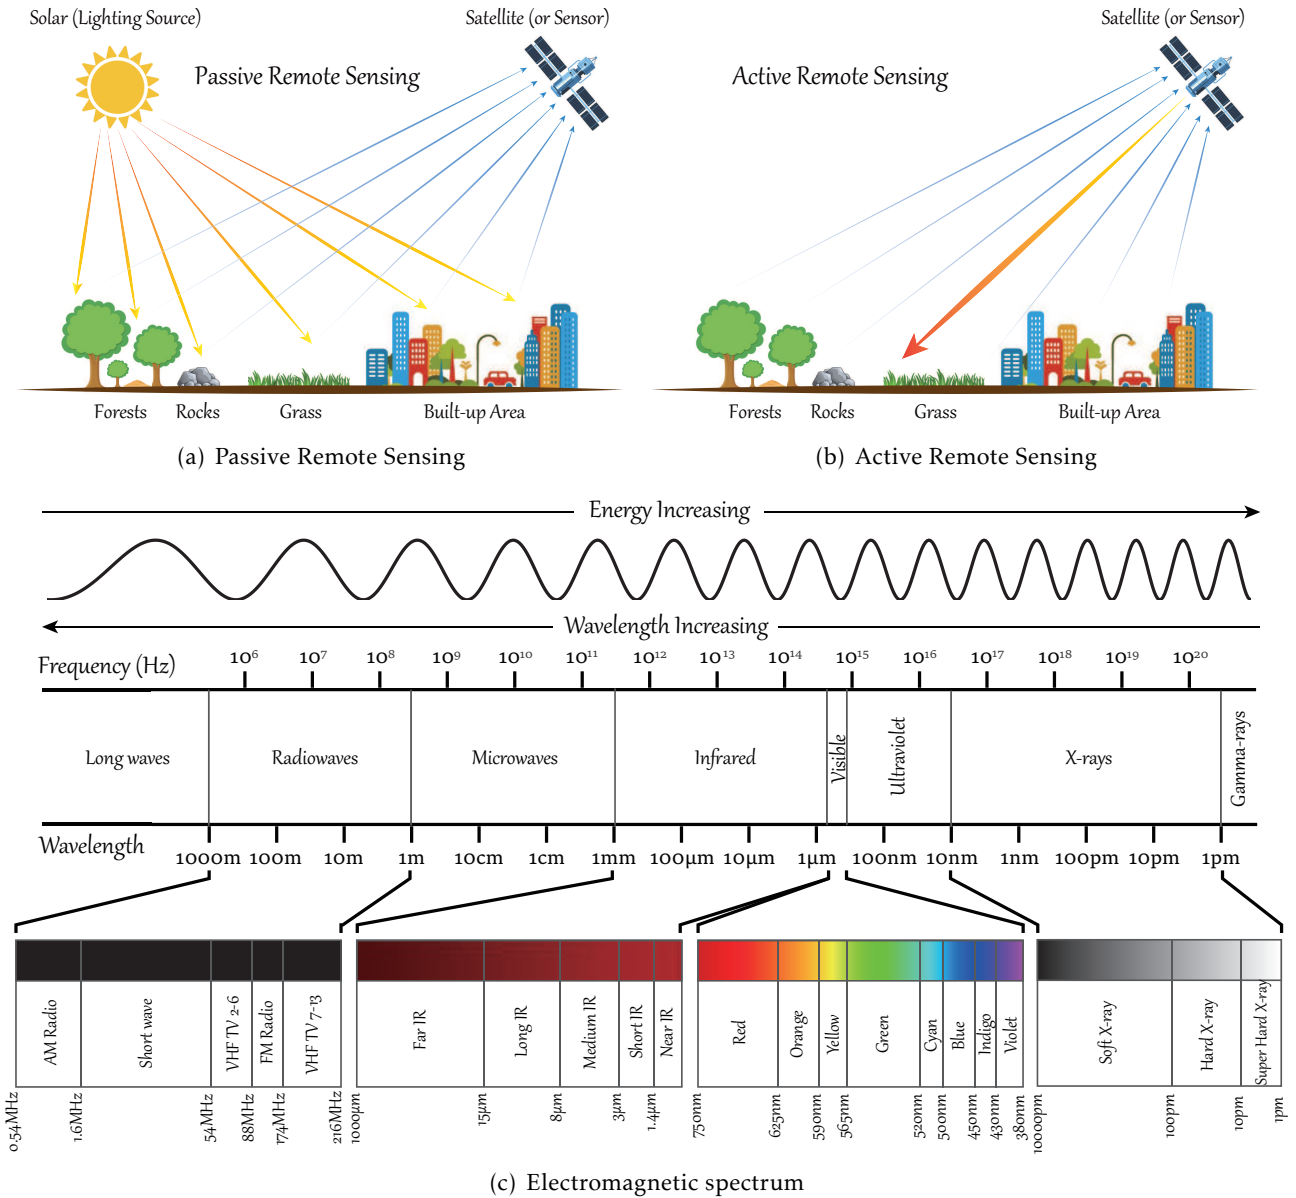 Solar (Lighting Source)
Satellite (or Sensor)
Passive Remote Sensing
Forests Rocks Grass Built-up Area
(a) Passive Remote Sensing
Satellite (or Sensor)
Active Remote Sensing
Forests Rocks Grass Built-up Area
(b) Active Remote Sensing
Energy Increasing
Wavelength Increasing
Frequency (Hz) 10⁶ 10⁷ 10⁸ 10⁹ 10¹⁰ 10¹¹ 10¹² 10¹³ 10¹⁴ 10¹⁵ 10¹⁶ 10¹⁷ 10¹⁸ 10¹⁹ 10²⁰
Long waves Radiowaves Microwaves Infrared Visible Ultraviolet X-rays Gamma-rays
Wavelength 1000m 100m 10m 1m 10cm 1cm 1mm 100µm 10µm 1µm 100nm 10nm 1nm 100pm 10pm 1pm
AM Radio Short wave VHF TV 2-6 FM Radio VHF TV 7-13
0.54MHz 1.6MHz 54MHz 88MHz 174MHz 216MHz
Far IR Long IR Medium IR Short IR Near IR
1000µm 15µm 8µm 3µm 1.4µm
Red Orange Yellow Green Cyan Blue Indigo Violet
750nm 625nm 590nm 565nm 520nm 500nm 450nm 430nm 380nm
Soft X-ray Hard X-ray Super Hard X-ray
10000pm 100pm 10pm 1pm
(c) Electromagnetic spectrum